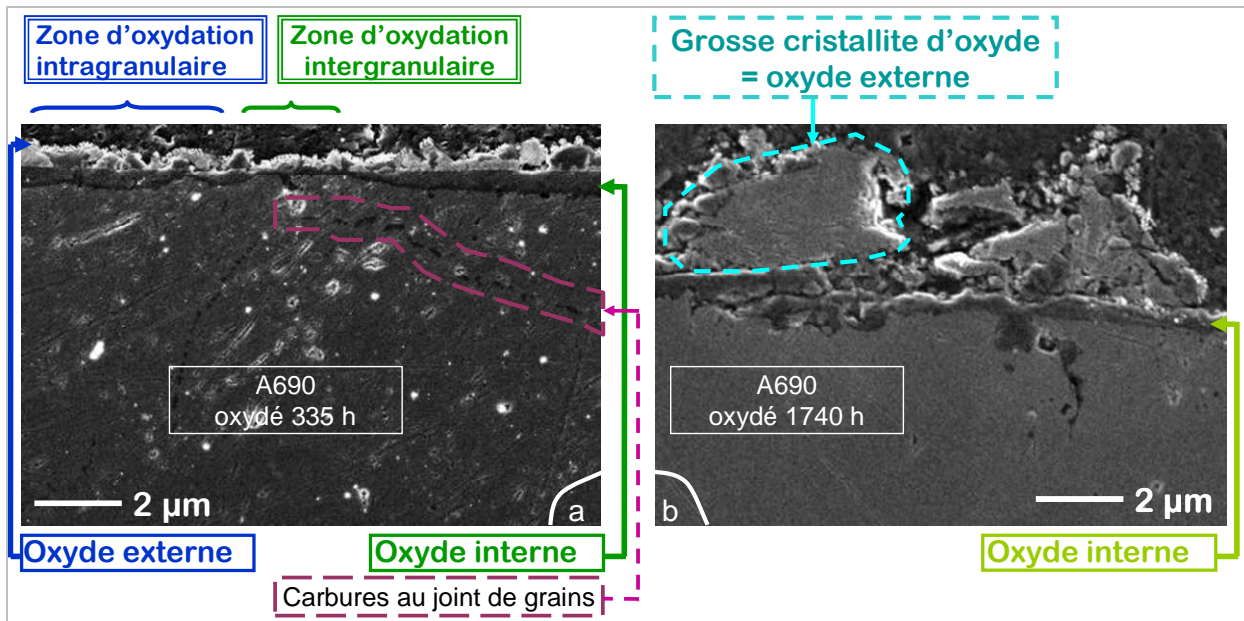 Zone d'oxydation
intragranulaire
Zone d'oxydation
intergranulaire
Grosse cristallite d'oxyde
= oxyde externe
A690
oxydé 335 h
2 µm
a
A690
oxydé 1740 h
2 µm
b
Oxyde externe
Oxyde interne
Oxyde interne
Carbures au joint de grains